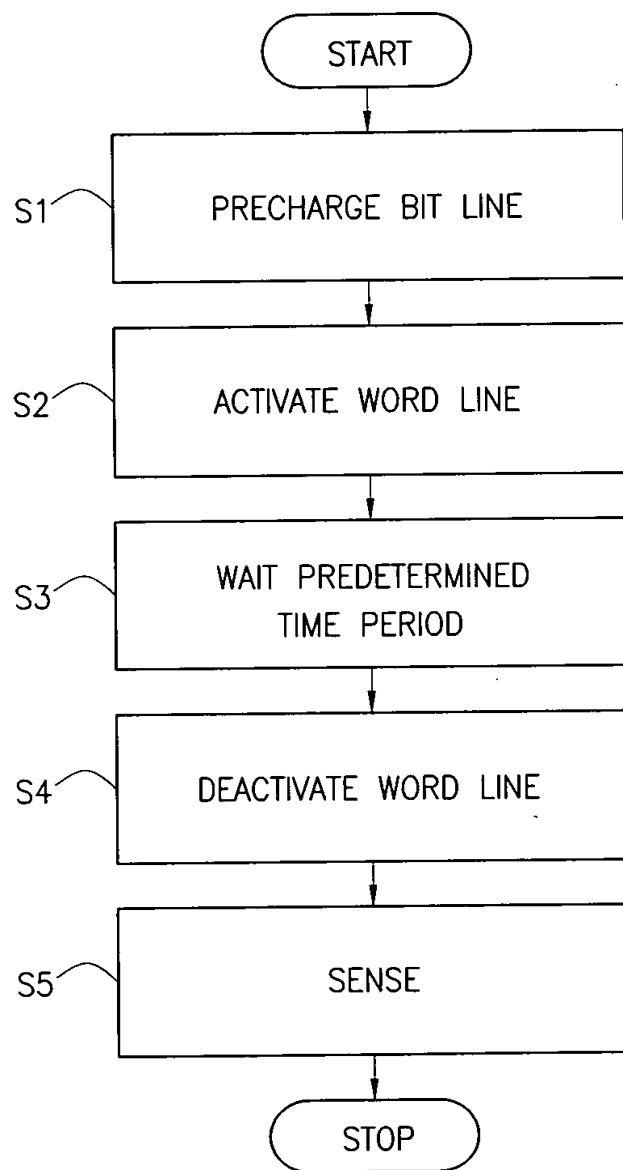 START
S1
PRECHARGE BIT LINE
S2
ACTIVATE WORD LINE
S3
WAIT PREDETERMINED
TIME PERIOD
S4
DEACTIVATE WORD LINE
S5
SENSE
STOP